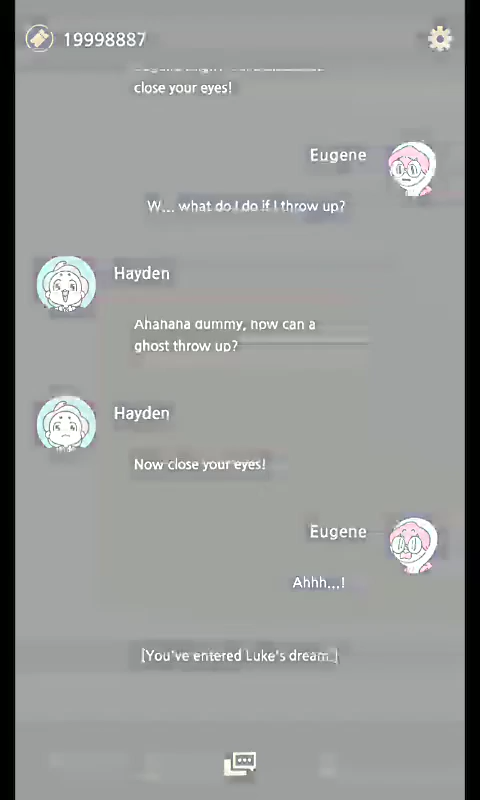 19998887
close your eyes!
Eugene
W... what do I do if I throw up?
Hayden
Ahahaha dummy, how can a
ghost throw up?
Hayden
Now close your eyes!
Eugene
Ahhh...!
[You've entered Luke's dream.]